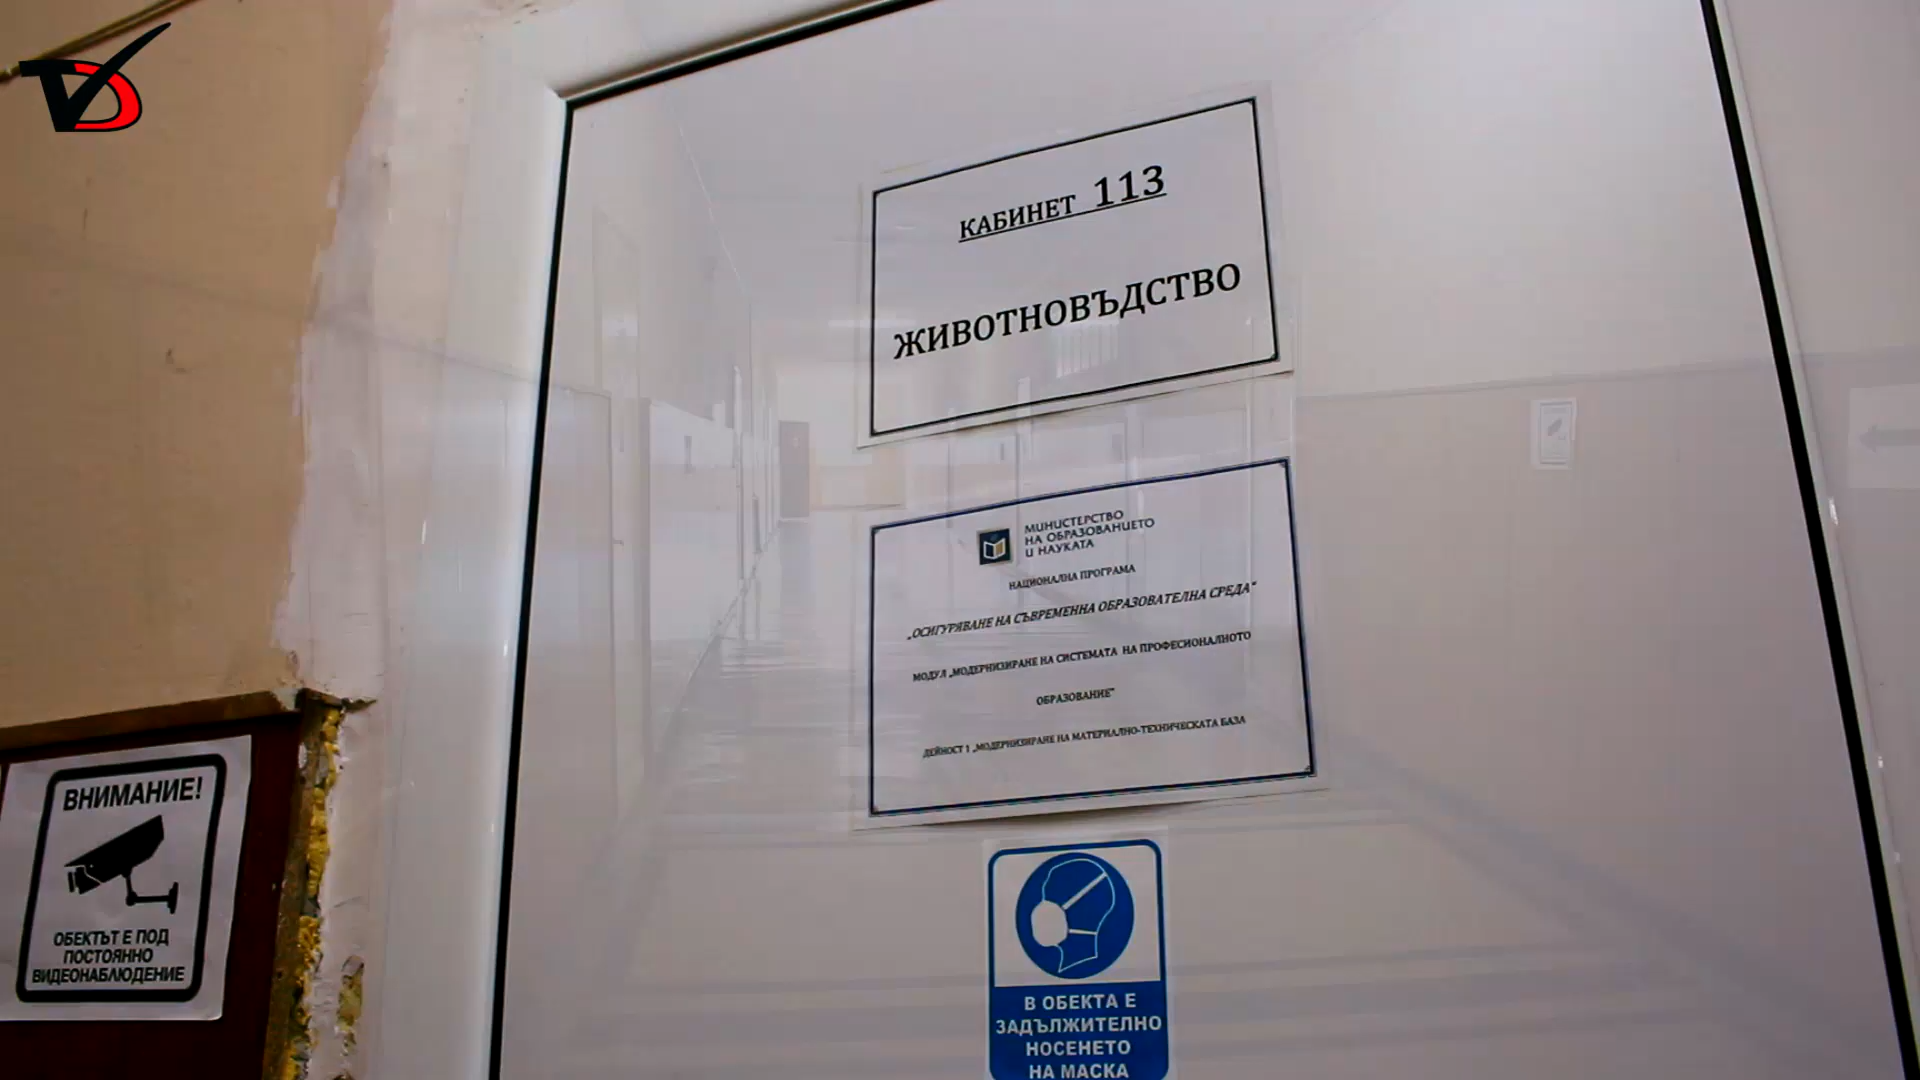 КАБИНЕТ 113
ЖИВОТНОВЪДСТВО
МИНИСТЕРСТВО
НА ОБРАЗОВАНИЕТО
И НАУКАТА
НАЦИОНАЛНА ПРОГРАМА
„ОСИГУРЯВАНЕ НА СЪВРЕМЕННА ОБРАЗОВАТЕЛНА СРЕДА"
МОДУЛ „МОДЕРНИЗИРАНЕ НА СИСТЕМАТА НА ПРОФЕСИОНАЛНОТО
ОБРАЗОВАНИЕ"
ДЕЙНОСТ 1 „МОДЕРНИЗИРАНЕ НА МАТЕРИАЛНО-ТЕХНИЧЕСКАТА БАЗА
ВНИМАНИЕ!
ОБЕКТЪТ Е ПОД
ПОСТОЯННО
ВИДЕОНАБЛЮДЕНИЕ
В ОБЕКТА Е
ЗАДЪЛЖИТЕЛНО
НОСЕНЕТО
НА МАСКА